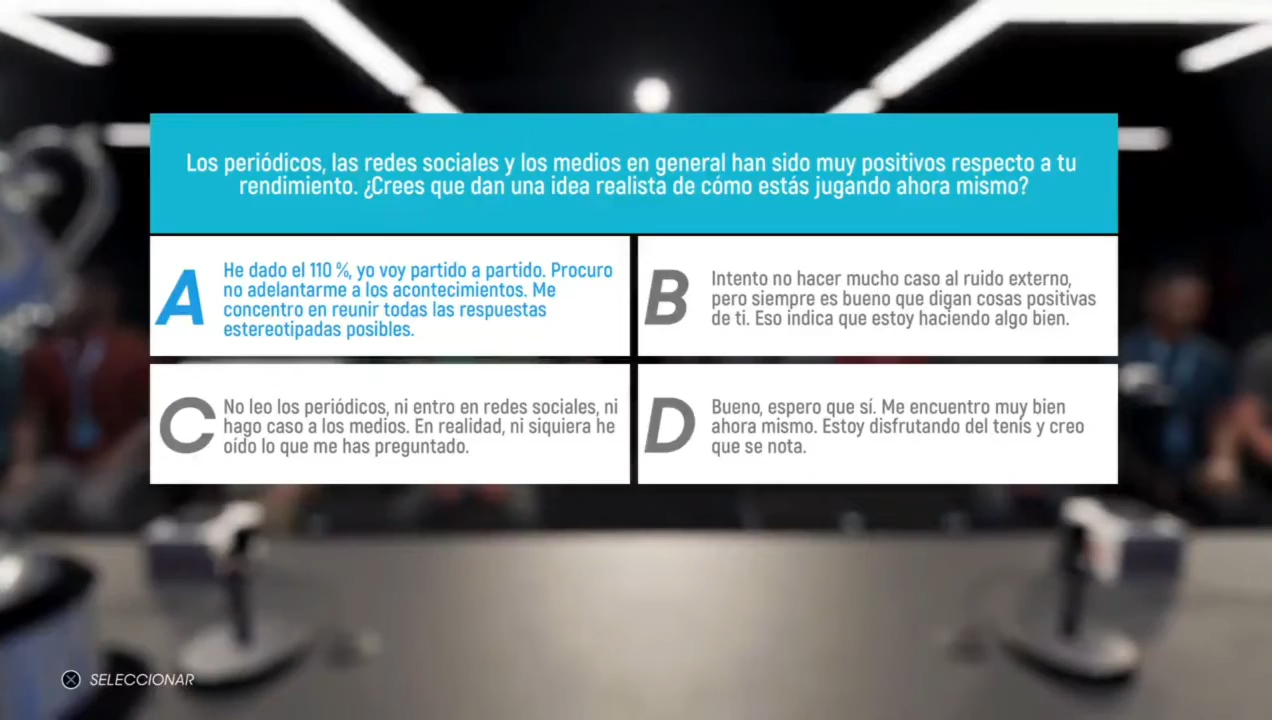 Los periódicos, las redes sociales y los medios en general han sido muy positivos respecto a tu
rendimiento. ¿Crees que dan una idea realista de cómo estás jugando ahora mismo?
A
He dado el 110 %, yo voy partido a partido. Procuro
no adelantarme a los acontecimientos. Me
concentro en reunir todas las respuestas
estereotipadas posibles.
B
Intento no hacer mucho caso al ruido externo,
pero siempre es bueno que digan cosas positivas
de ti. Eso indica que estoy haciendo algo bien.
C
No leo los periódicos, ni entro en redes sociales, ni
hago caso a los medios. En realidad, ni siquiera he
oído lo que me has preguntado.
D
Bueno, espero que sí. Me encuentro muy bien
ahora mismo. Estoy disfrutando del tenis y creo
que se nota.
SELECCIONAR